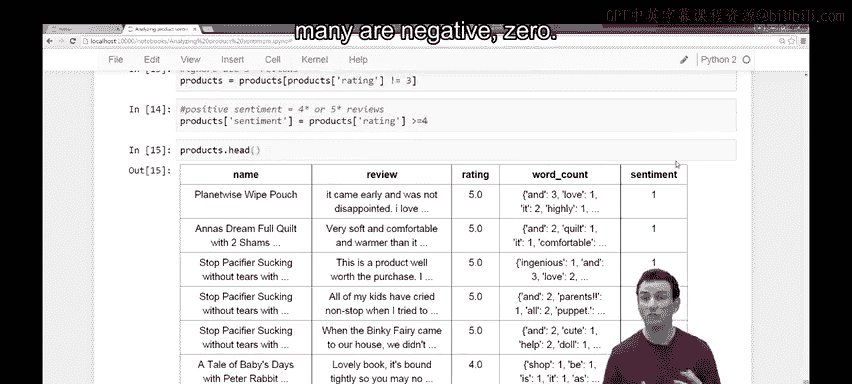 GPT中英字幕课程资源@bilibili.com
many are negative, zero.
Analyzing product sentim
localhost:10000/notebooks/Analyzing%20product%20sentiment.ipynb#
File Edit View Insert Cell Kernel Help Python 2
products = products[products['rating'] != 3]
In [14]: #positive sentiment = 4* or 5* reviews
products['sentiment'] = products['rating'] >=4
In [15]: products.head()
Out[15]:
name review rating word_count sentiment
Planetwise Wipe Pouch it came early and was not disappointed. i love ... 5.0 {'and': 3, 'love': 1, 'it': 2, 'highly': 1, ... 1
Annas Dream Full Quilt with 2 Shams ... Very soft and comfortable and warmer than it ... 5.0 {'and': 2, 'quilt': 1, 'it': 1, 'comfortable': ... 1
Stop Pacifier Sucking without tears with ... This is a product well worth the purchase. I ... 5.0 {'ingenious': 1, 'and': 3, 'love': 2, ... 1
Stop Pacifier Sucking without tears with ... All of my kids have cried non-stop when I tried to ... 5.0 {'and': 2, 'parents!!': 1, 'all': 2, 'puppet.': ...
Stop Pacifier Sucking without tears with ... When the Binky Fairy came to our house, we didn't ... 5.0 {'and': 2, 'cute': 1, 'help': 2, 'doll': 1, ...
A Tale of Baby's Days with Peter Rabbit ... Lovely book, it's bound tightly so you may no ... 4.0 {'shop': 1, 'be': 1, 'is': 1, 'it': 1, 'as': ...